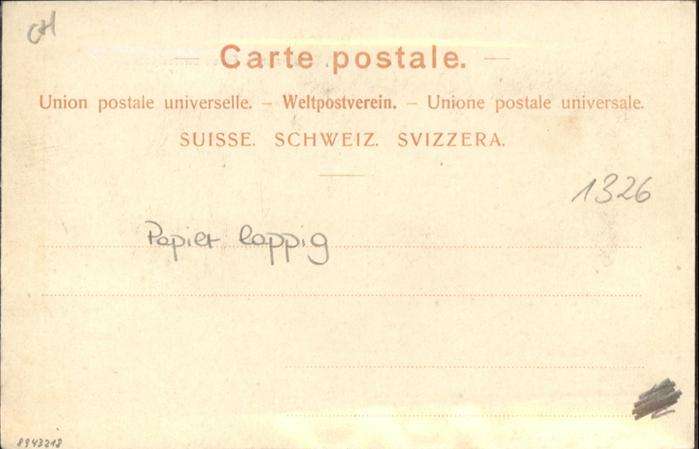 CH
— Carte postale. —
Union postale universelle. – Weltpostverein. – Unione postale universale.
SUISSE. SCHWEIZ. SVIZZERA.
1326
Papier lappig
8943218